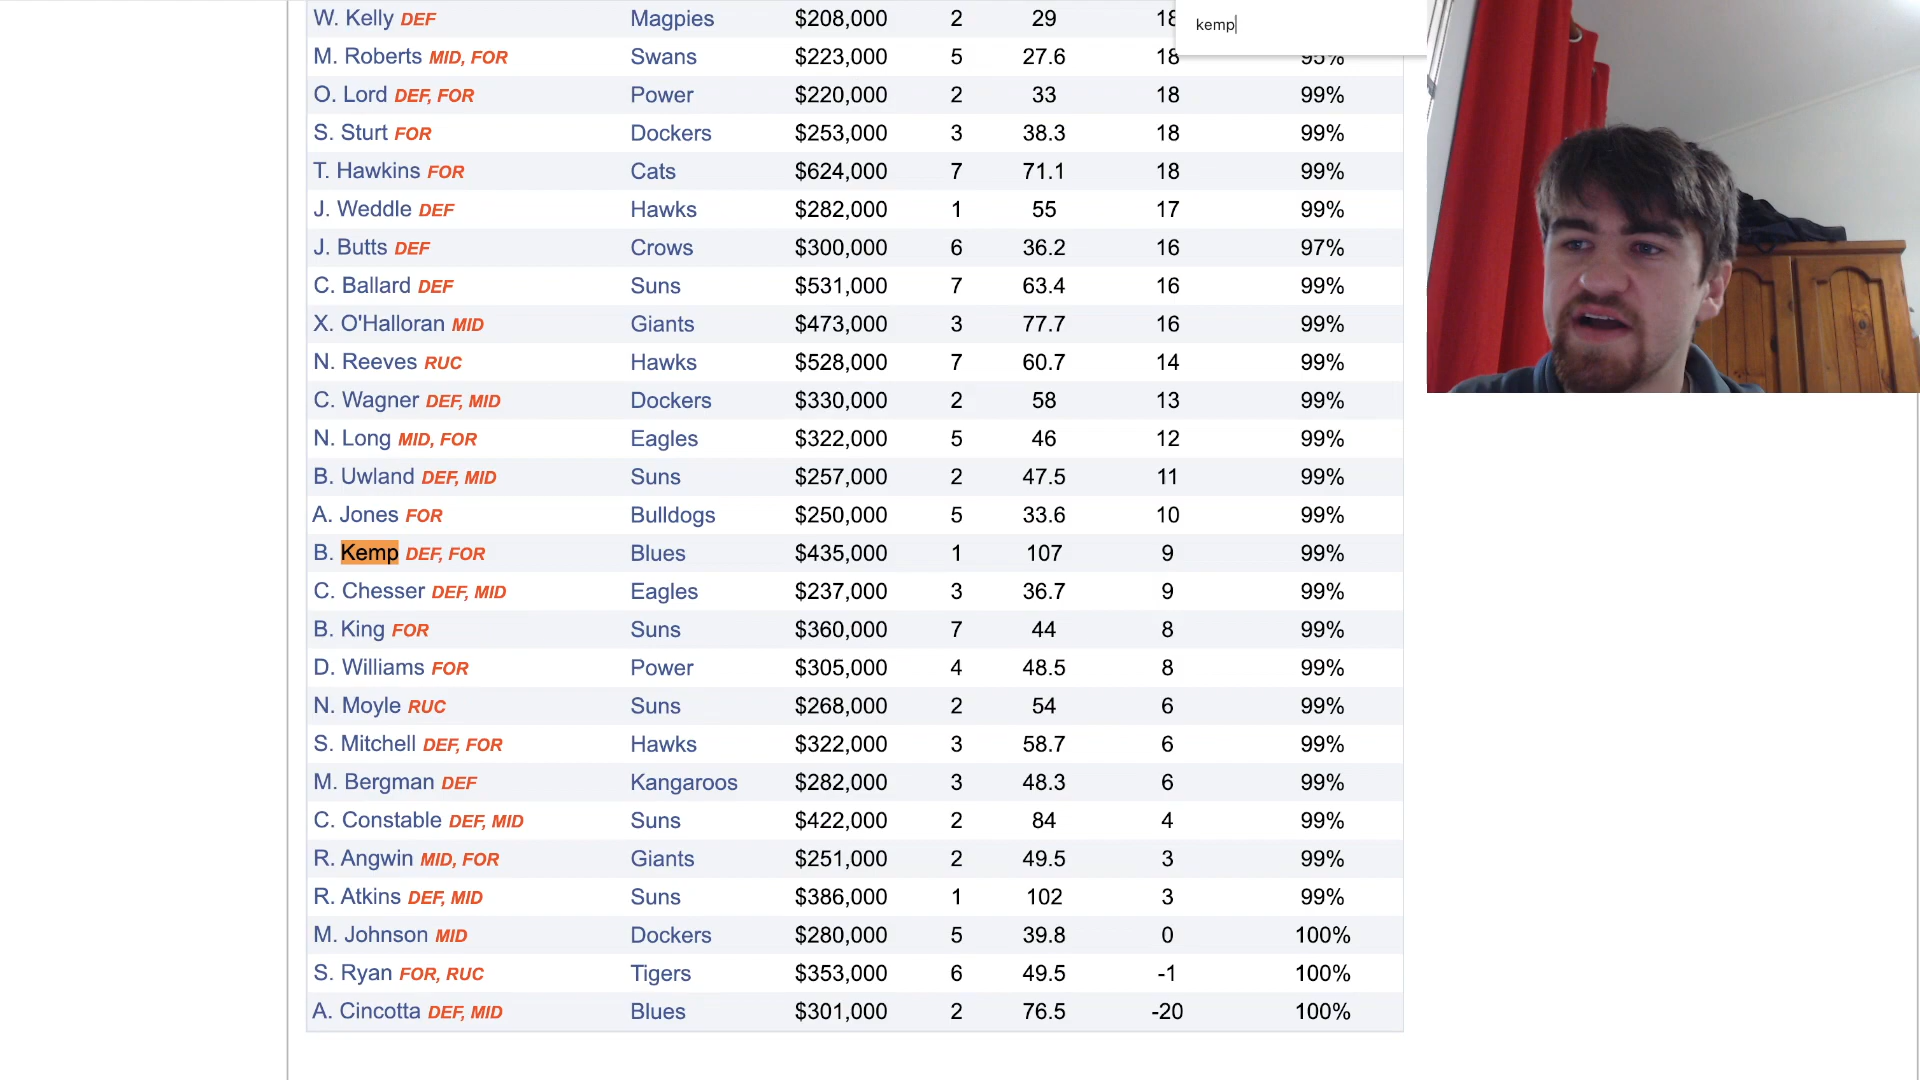 W. Kelly DEF Magpies $208,000 2 29 18
kemp
M. Roberts MID, FOR Swans $223,000 5 27.6 18 95%
O. Lord DEF, FOR Power $220,000 2 33 18 99%
S. Sturt FOR Dockers $253,000 3 38.3 18 99%
T. Hawkins FOR Cats $624,000 7 71.1 18 99%
J. Weddle DEF Hawks $282,000 1 55 17 99%
J. Butts DEF Crows $300,000 6 36.2 16 97%
C. Ballard DEF Suns $531,000 7 63.4 16 99%
X. O'Halloran MID Giants $473,000 3 77.7 16 99%
N. Reeves RUC Hawks $528,000 7 60.7 14 99%
C. Wagner DEF, MID Dockers $330,000 2 58 13 99%
N. Long MID, FOR Eagles $322,000 5 46 12 99%
B. Uwland DEF, MID Suns $257,000 2 47.5 11 99%
A. Jones FOR Bulldogs $250,000 5 33.6 10 99%
B. Kemp DEF, FOR Blues $435,000 1 107 9 99%
C. Chesser DEF, MID Eagles $237,000 3 36.7 9 99%
B. King FOR Suns $360,000 7 44 8 99%
D. Williams FOR Power $305,000 4 48.5 8 99%
N. Moyle RUC Suns $268,000 2 54 6 99%
S. Mitchell DEF, FOR Hawks $322,000 3 58.7 6 99%
M. Bergman DEF Kangaroos $282,000 3 48.3 6 99%
C. Constable DEF, MID Suns $422,000 2 84 4 99%
R. Angwin MID, FOR Giants $251,000 2 49.5 3 99%
R. Atkins DEF, MID Suns $386,000 1 102 3 99%
M. Johnson MID Dockers $280,000 5 39.8 0 100%
S. Ryan FOR, RUC Tigers $353,000 6 49.5 -1 100%
A. Cincotta DEF, MID Blues $301,000 2 76.5 -20 100%